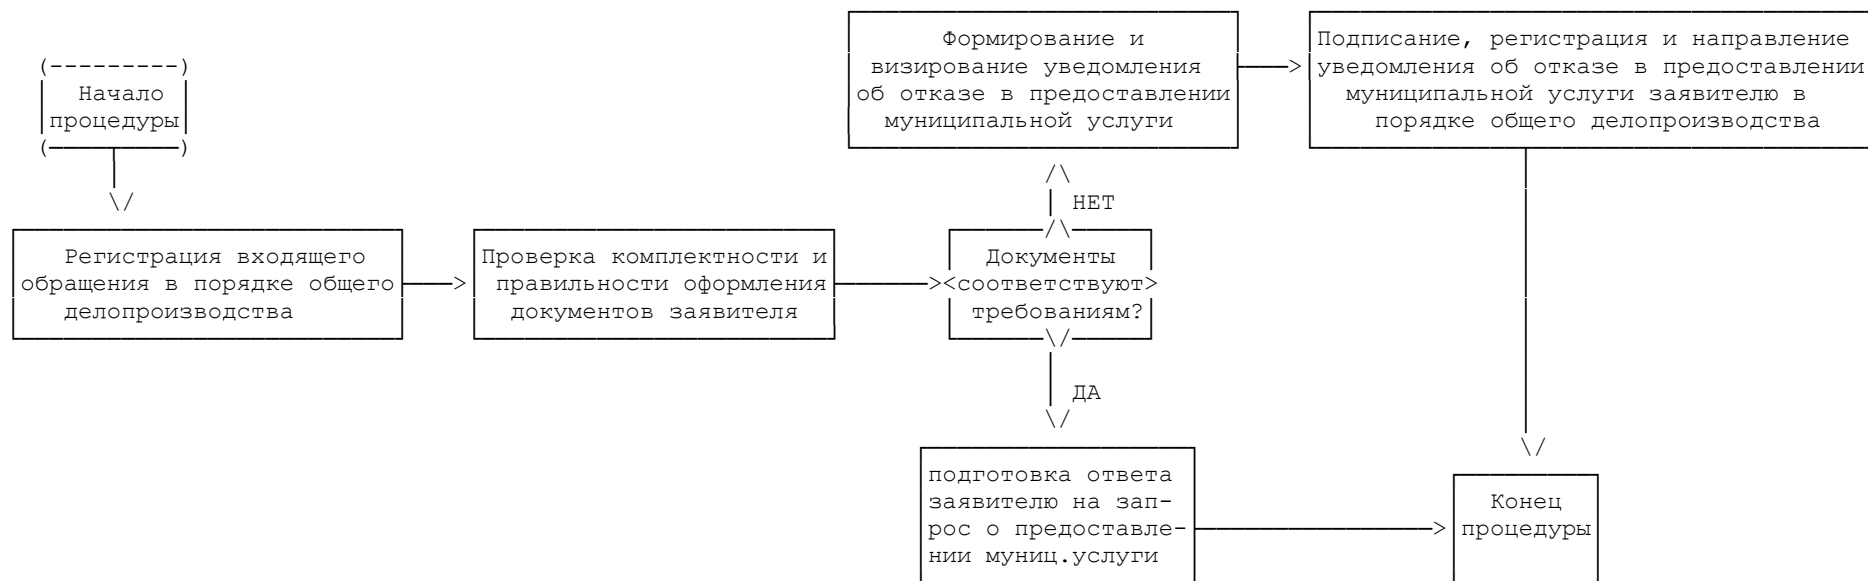 Начало
процедуры
Формирование и
визирование уведомления
об отказе в предоставлении
муниципальной услуги
Подписание, регистрация и направление
уведомления об отказе в предоставлении
муниципальной услуги заявителю в
порядке общего делопроизводства
НЕТ
Регистрация входящего
обращения в порядке общего
делопроизводства
Проверка комплектности и
правильности оформления
документов заявителя
Документы
соответствуют
требованиям?
ДА
подготовка ответа
заявителю на зап-
рос о предоставле-
нии муниц.услуги
Конец
процедуры